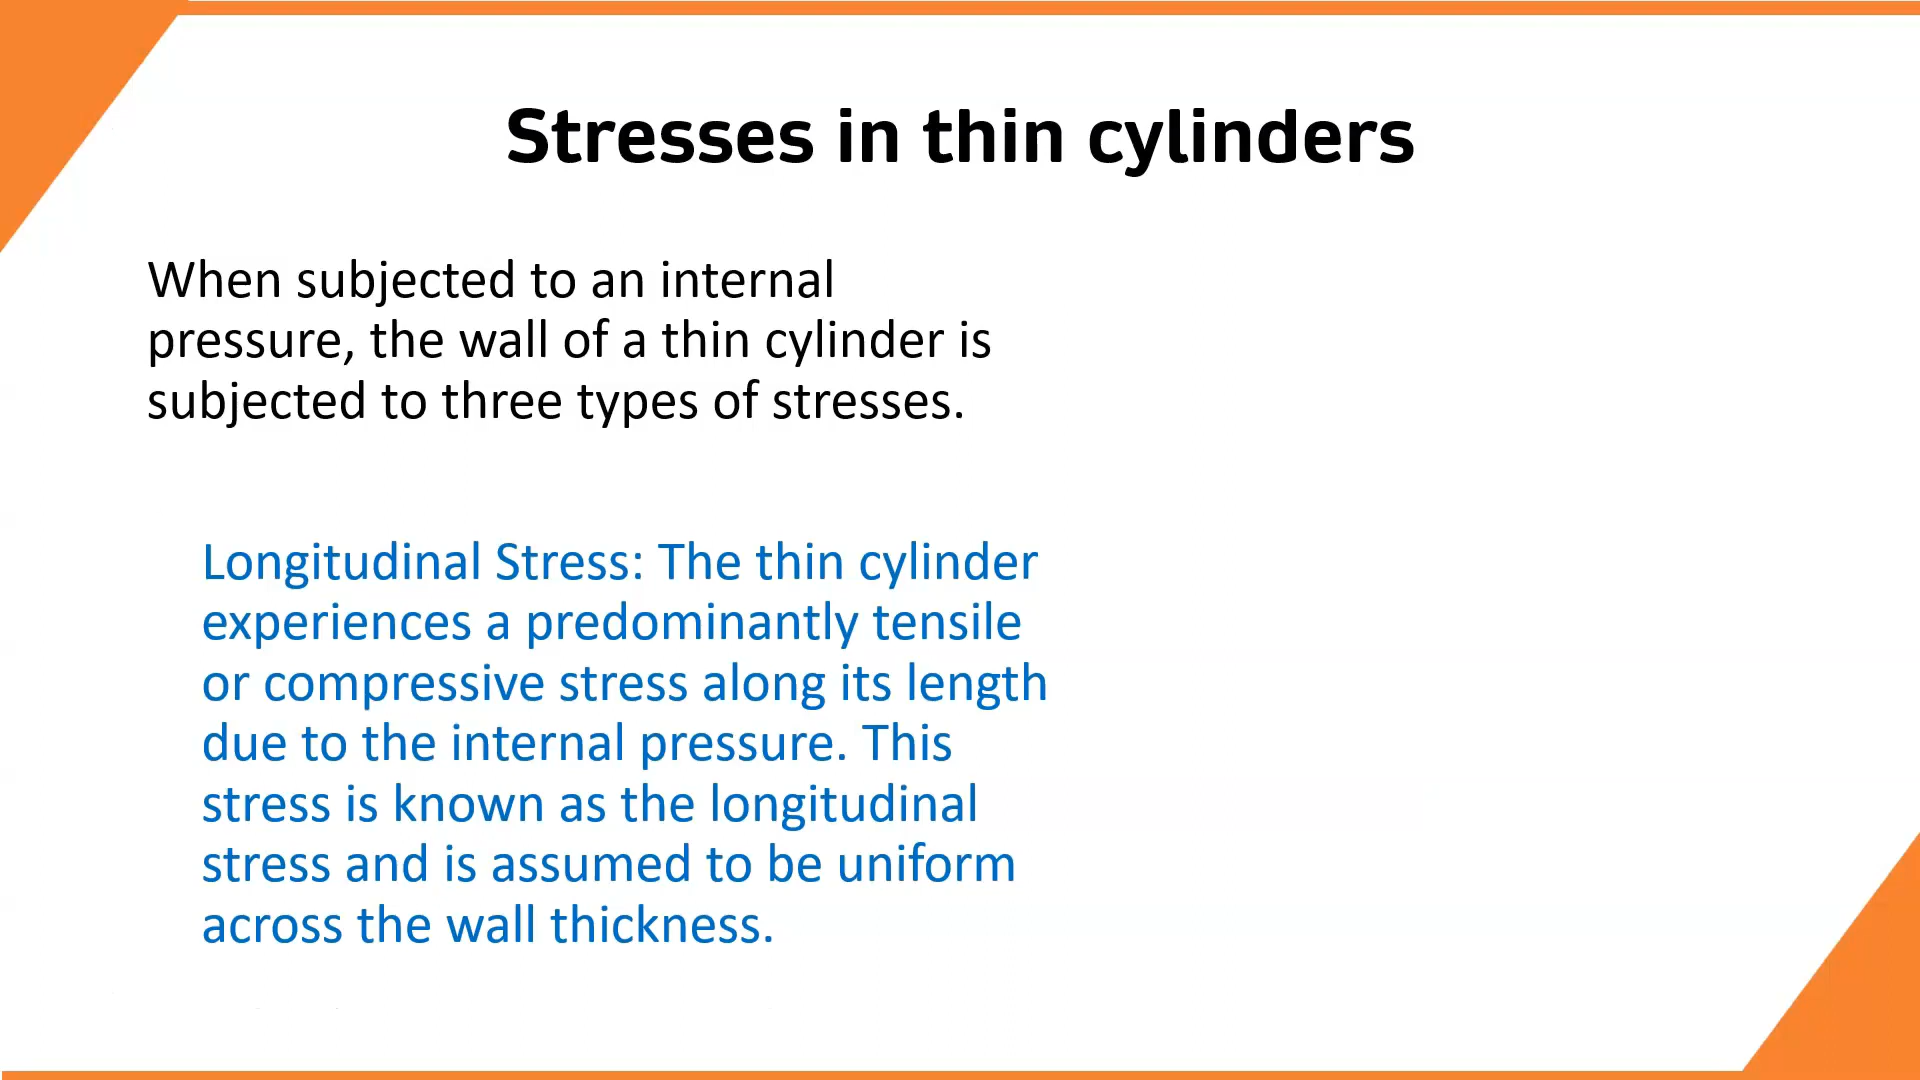 Stresses in thin cylinders
When subjected to an internal
pressure, the wall of a thin cylinder is
subjected to three types of stresses.
Longitudinal Stress: The thin cylinder
experiences a predominantly tensile
or compressive stress along its length
due to the internal pressure. This
stress is known as the longitudinal
stress and is assumed to be uniform
across the wall thickness.